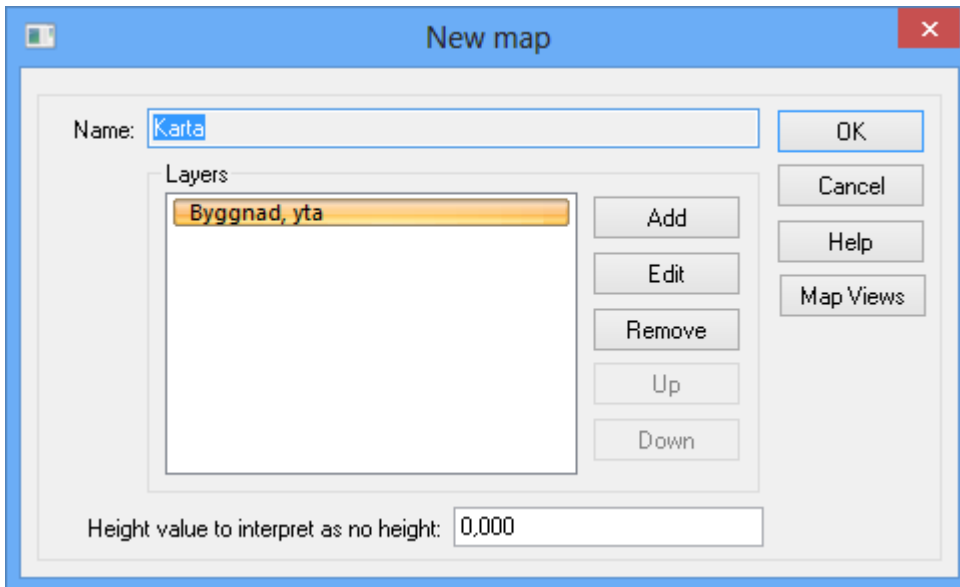 New map
Name: Karta
OK
Layers
Cancel
Byggnad, yta
Add
Help
Edit
Map Views
Remove
Up
Down
Height value to interpret as no height: 0,000